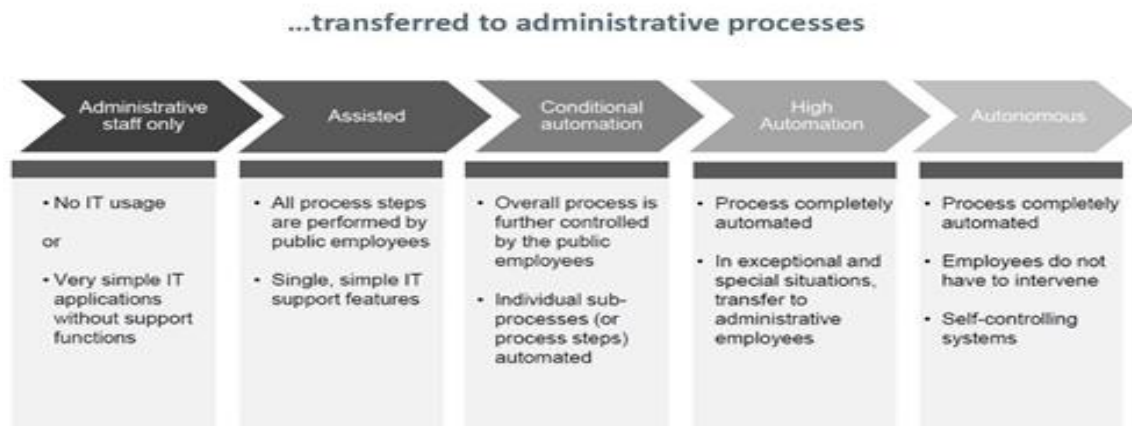 ...transferred to administrative processes
Administrative
staff only
Assisted
Conditional
automation
High
Automation
Autonomous
• No IT usage
or
• Very simple IT
applications
without support
functions
• All process steps
are performed by
public employees
• Single, simple IT
support features
• Overall process is
further controlled
by the public
employees
• Individual sub-
processes (or
process steps)
automated
• Process completely
automated
• In exceptional and
special situations,
transfer to
administrative
employees
• Process completely
automated
• Employees do not
have to intervene
• Self-controlling
systems